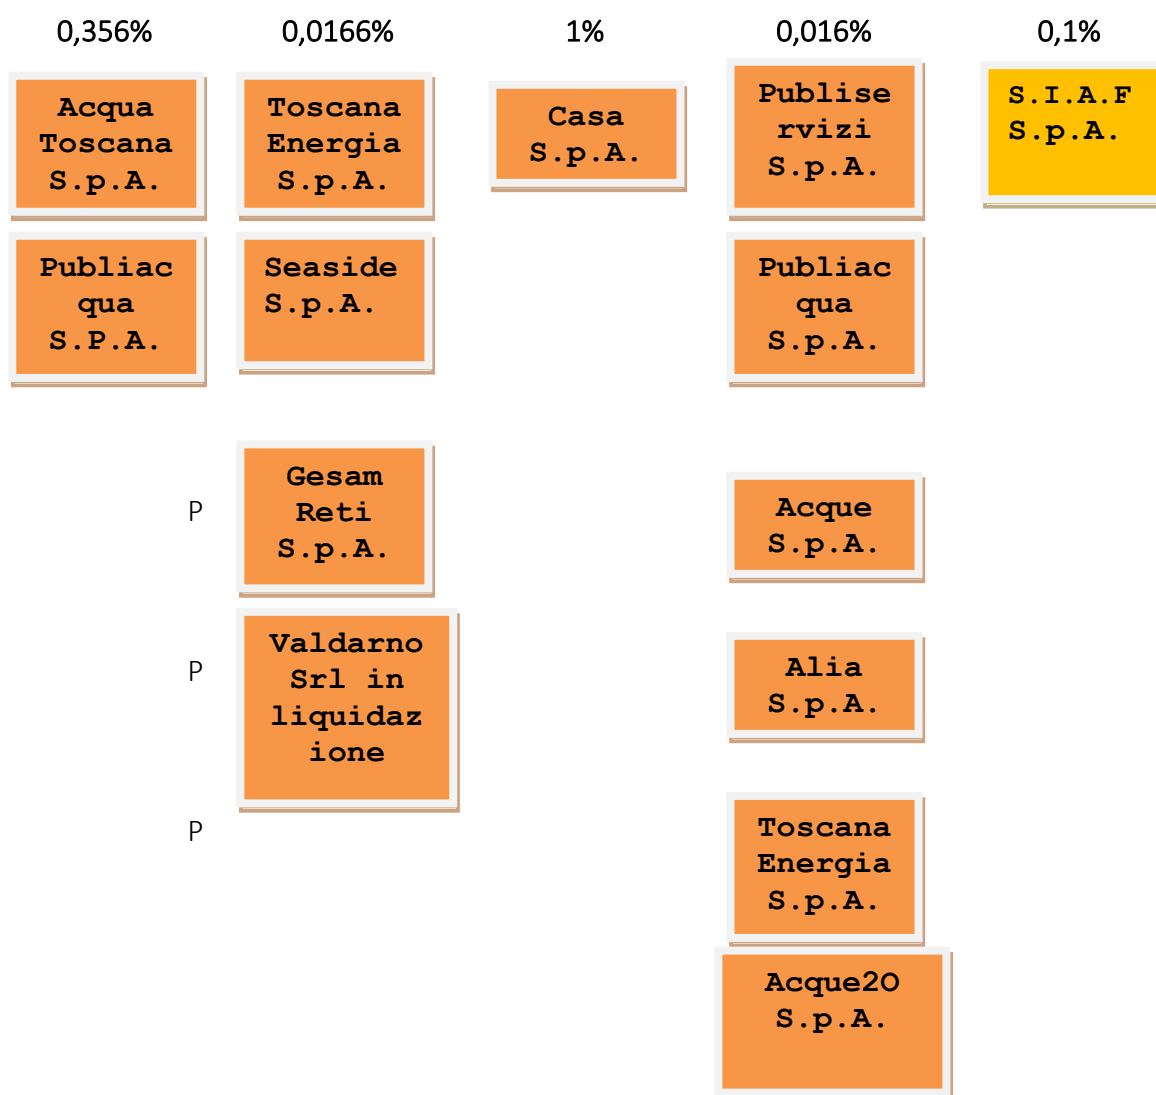 0,356%
0,0166%
1%
0,016%
0,1%
Acqua
Toscana
S.p.A.
Toscana
Energia
S.p.A.
Casa
S.p.A.
Publise
rvizi
S.p.A.
S.I.A.F
S.p.A.
Publiac
qua
S.P.A.
Seaside
S.p.A.
Publiac
qua
S.p.A.
P
Gesam
Reti
S.p.A.
Acque
S.p.A.
P
Valdarno
Srl in
liquidaz
ione
Alia
S.p.A.
P
Toscana
Energia
S.p.A.
Acque2O
S.p.A.